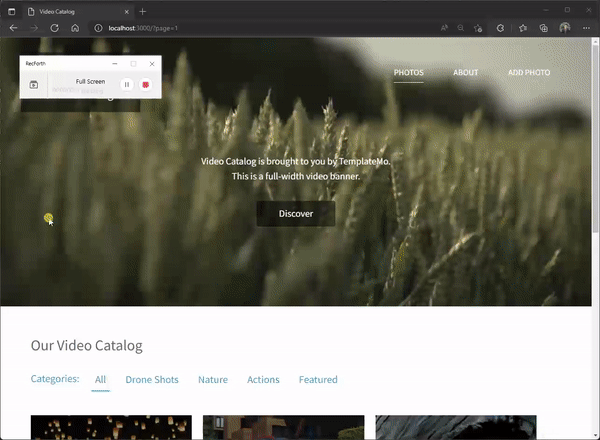 Video Catalog
localhost:3000/?page=1
RecForth
Full Screen
PHOTOS
ABOUT
ADD PHOTO
Video Catalog is brought to you by TemplateMo.
This is a full-width video banner.
Discover
Our Video Catalog
Categories:
All
Drone Shots
Nature
Actions
Featured